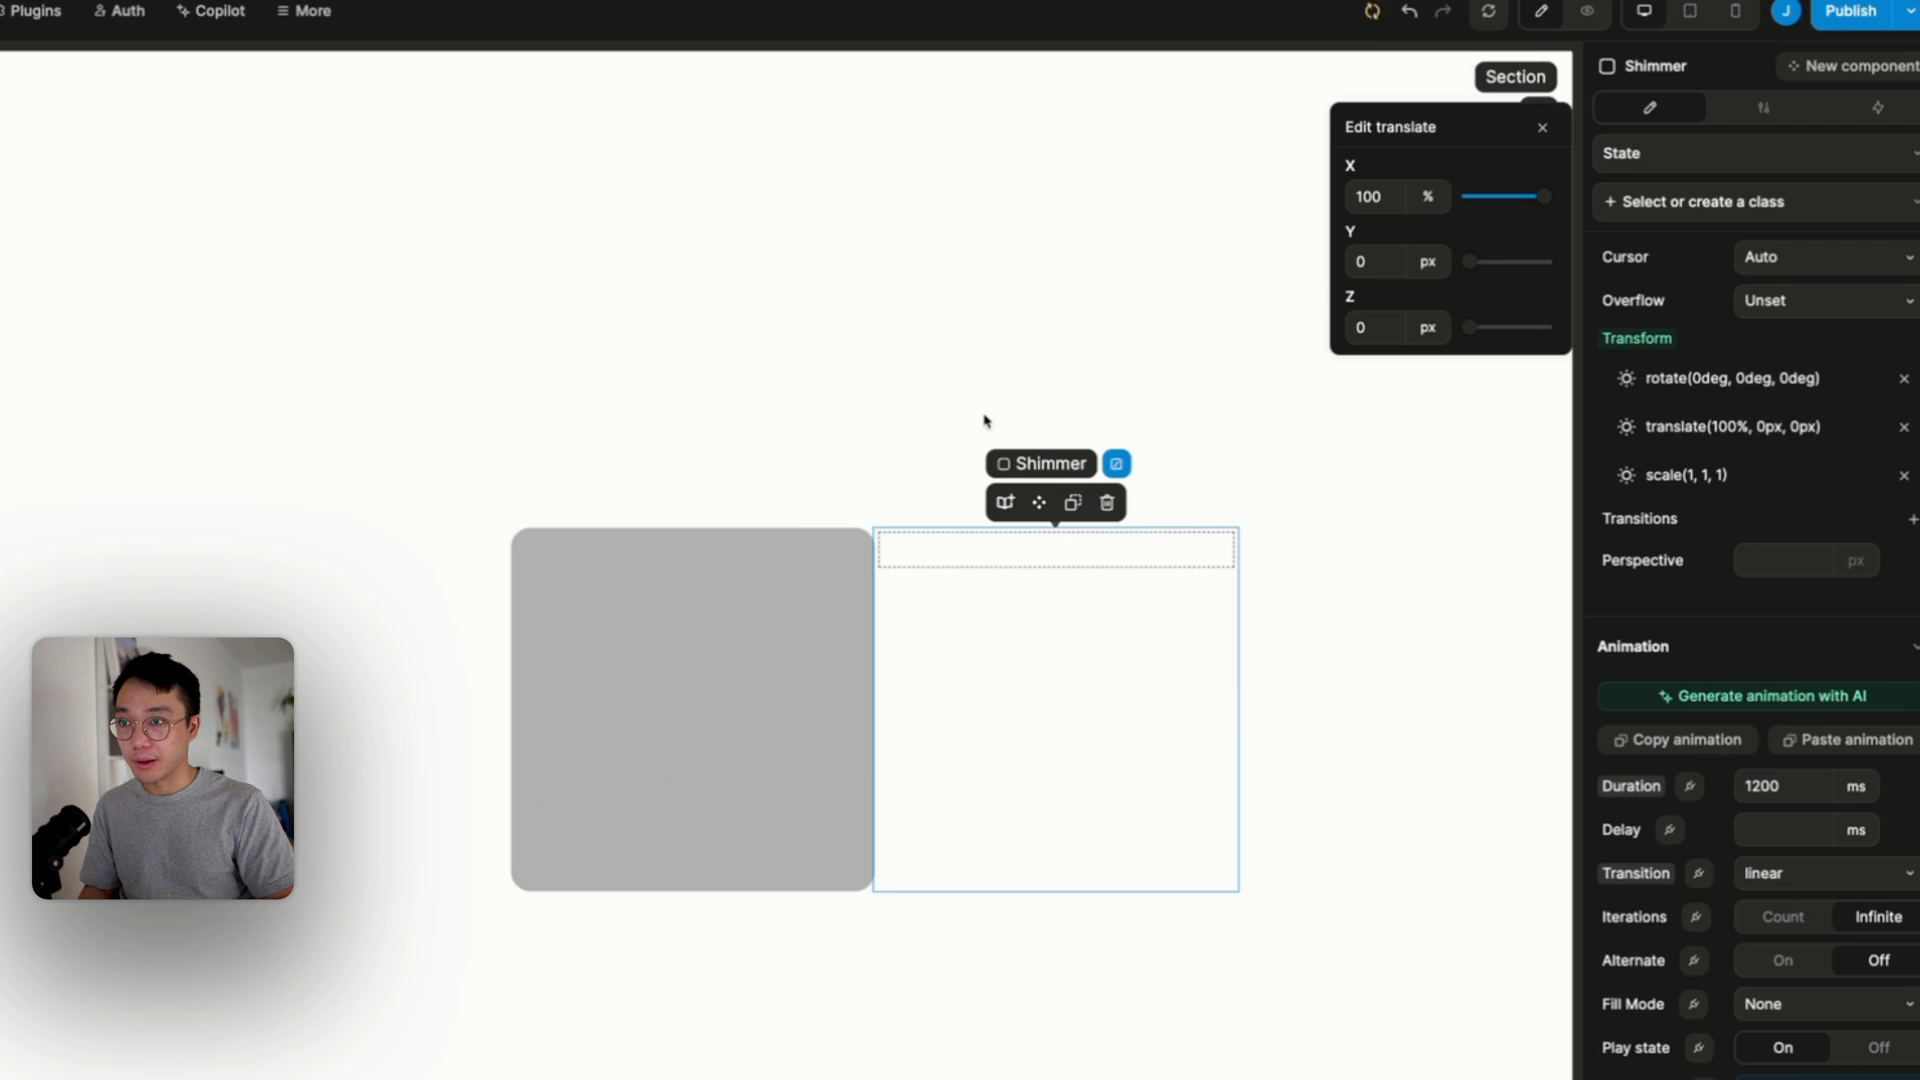 Plugins
Auth
Copilot
More
J
Publish
Section
Shimmer
New component
Edit translate
X
100 %
Y
0 px
Z
0 px
State
+ Select or create a class
Cursor
Auto
Overflow
Unset
Transform
rotate(0deg, 0deg, 0deg)
translate(100%, 0px, 0px)
scale(1, 1, 1)
Transitions
Perspective
px
Shimmer
Animation
Generate animation with AI
Copy animation
Paste animation
Duration
1200 ms
Delay
ms
Transition
linear
Iterations
Count
Infinite
Alternate
On
Off
Fill Mode
None
Play state
On
Off